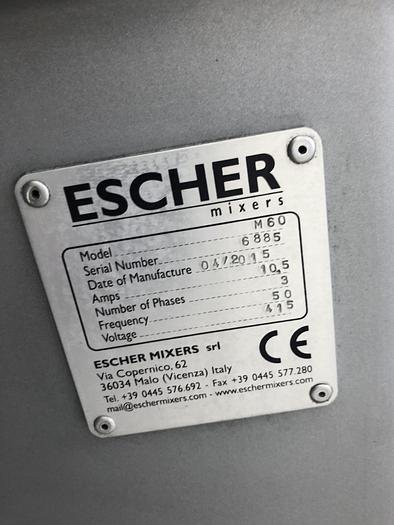 ESCHER
mixers
Model M60
Serial Number 6885
Date of Manufacture 04/2015
Amps 10.5
Number of Phases 3
Frequency 50
Voltage 415
ESCHER MIXERS srl
Via Copernico, 62
36034 Malo (Vicenza) Italy
Tel. +39 0445 576.692 - Fax +39 0445 577.280
mail@eschermixers.com - www.eschermixers.com
CE